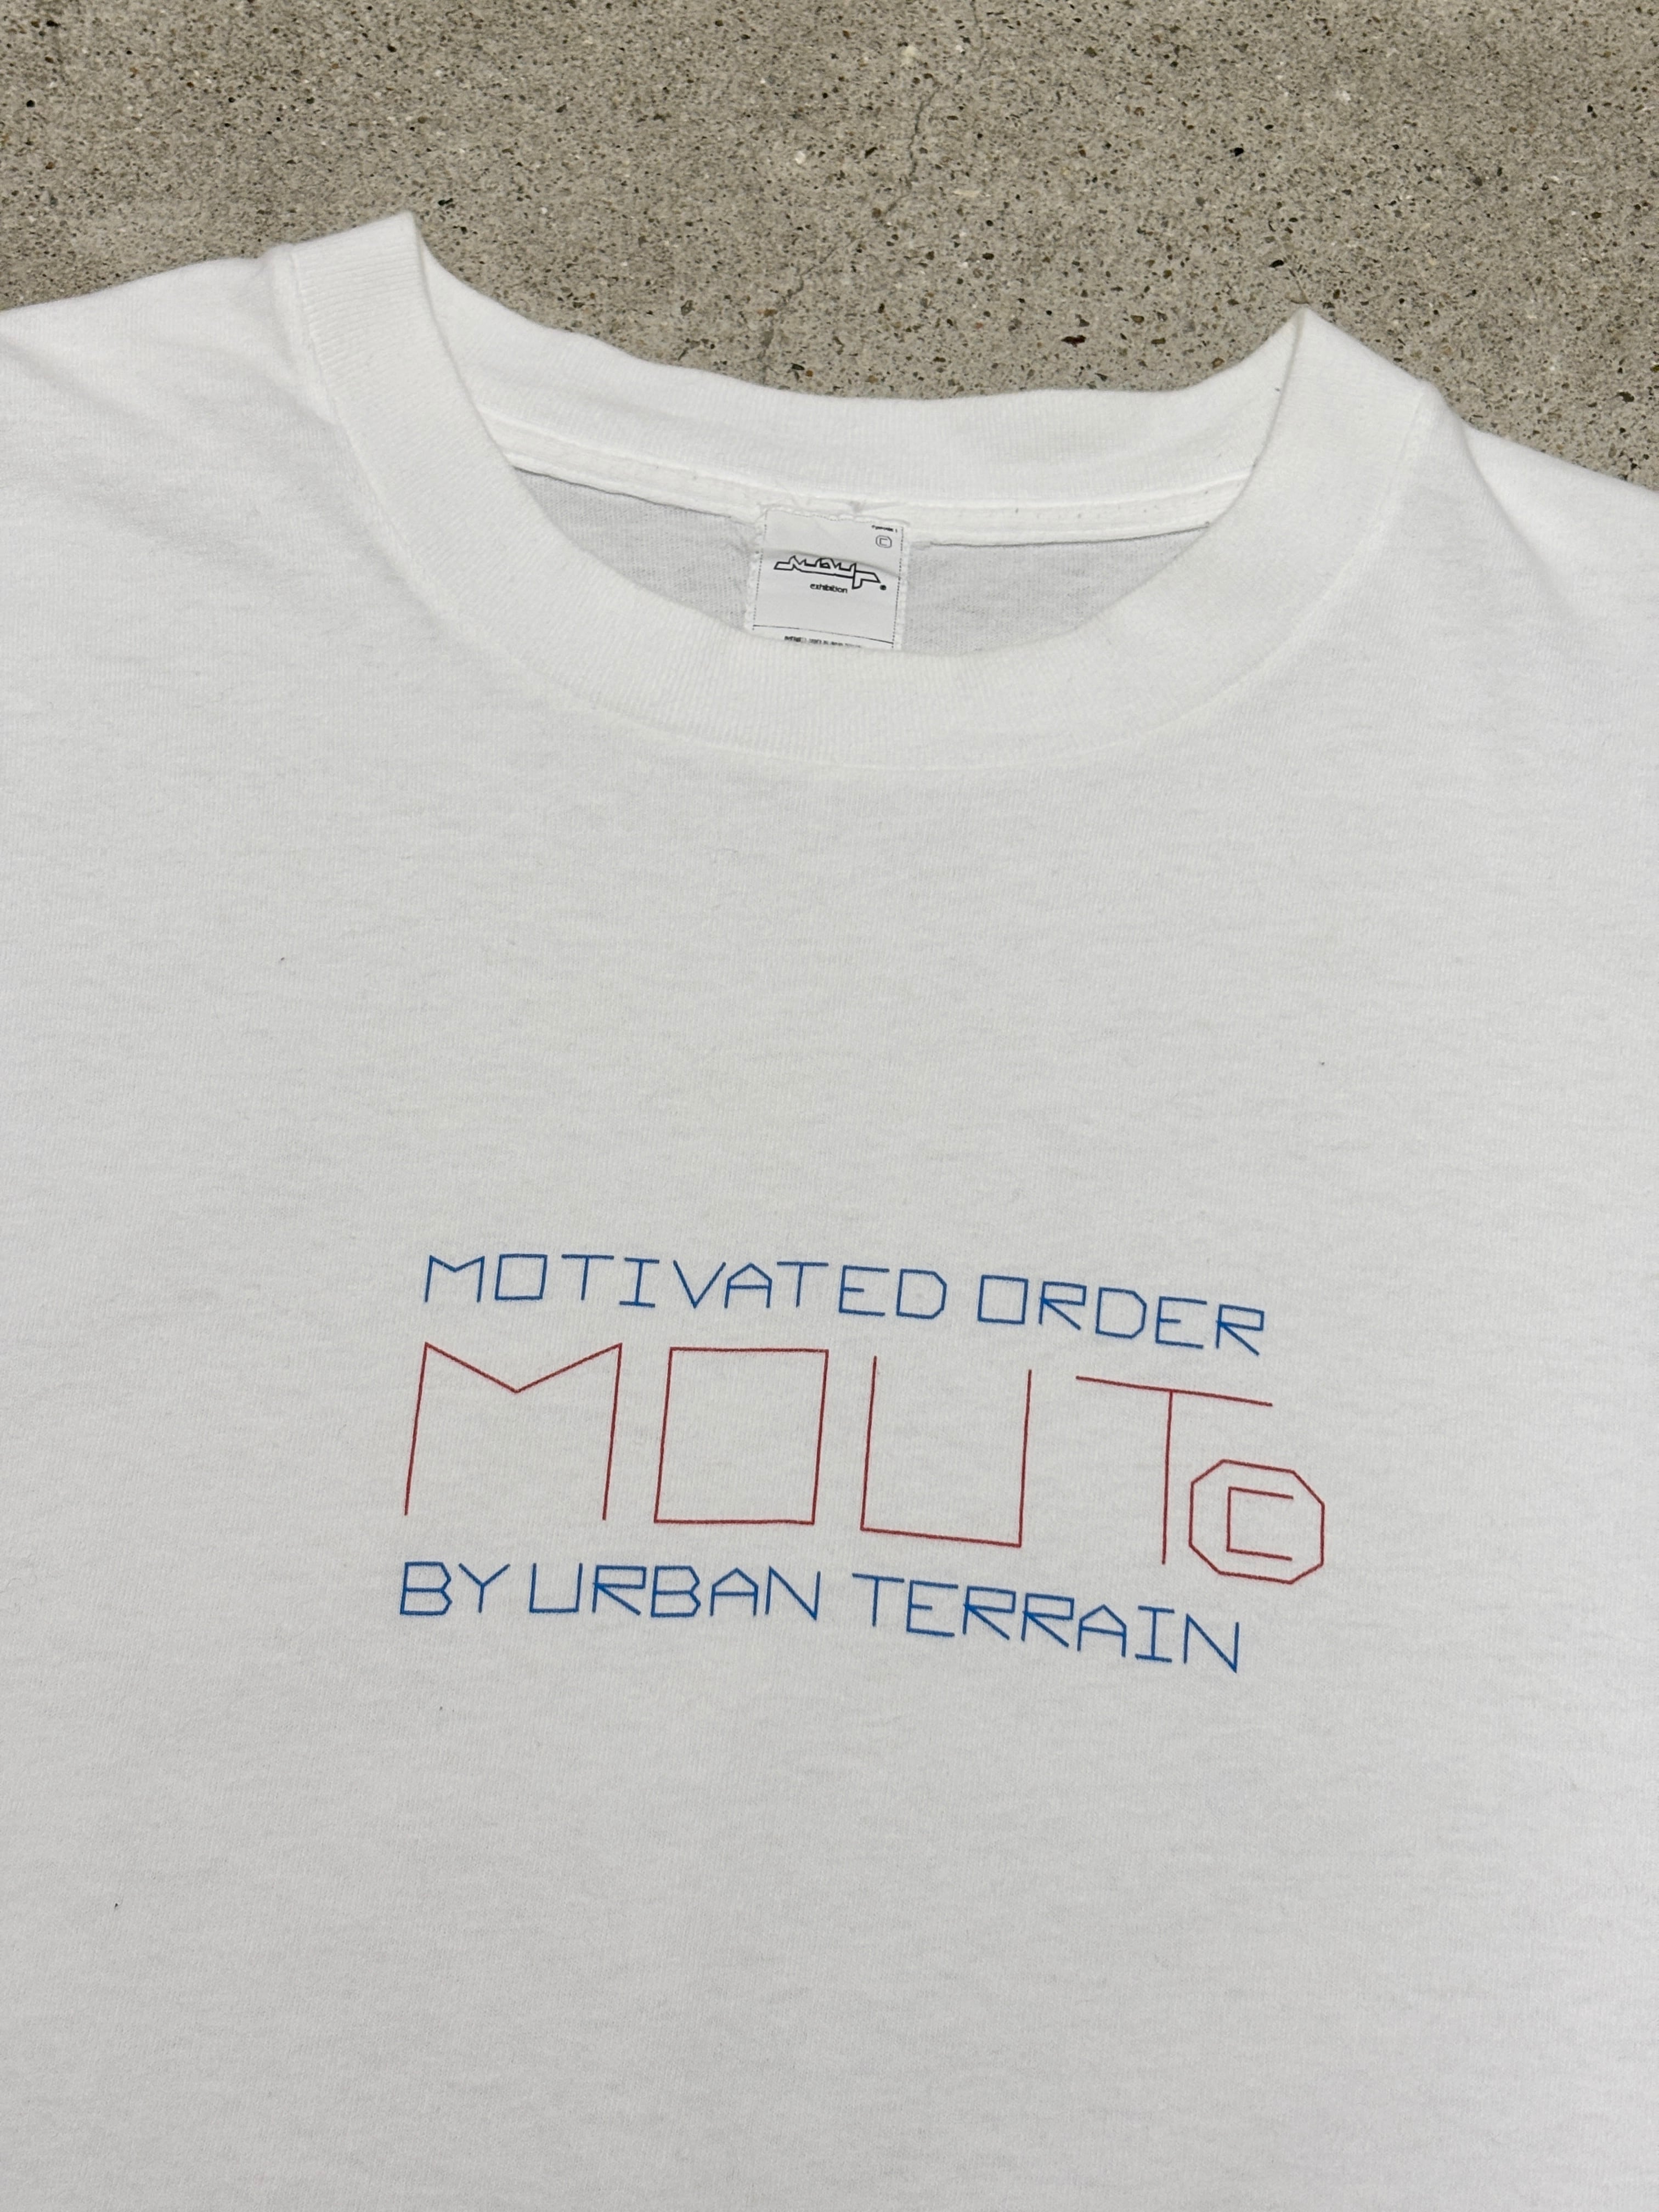 ©
exhibition
MOTIVATED ORDER
MOUT©
BY URBAN TERRAIN